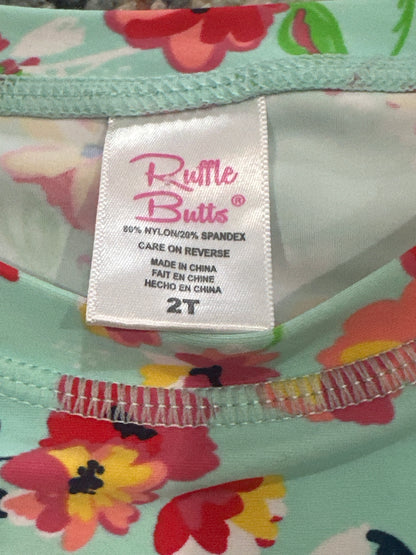 Ruffle
Butts®
80% NYLON/20% SPANDEX
CARE ON REVERSE
MADE IN CHINA
FAIT EN CHINE
HECHO EN CHINA
2T